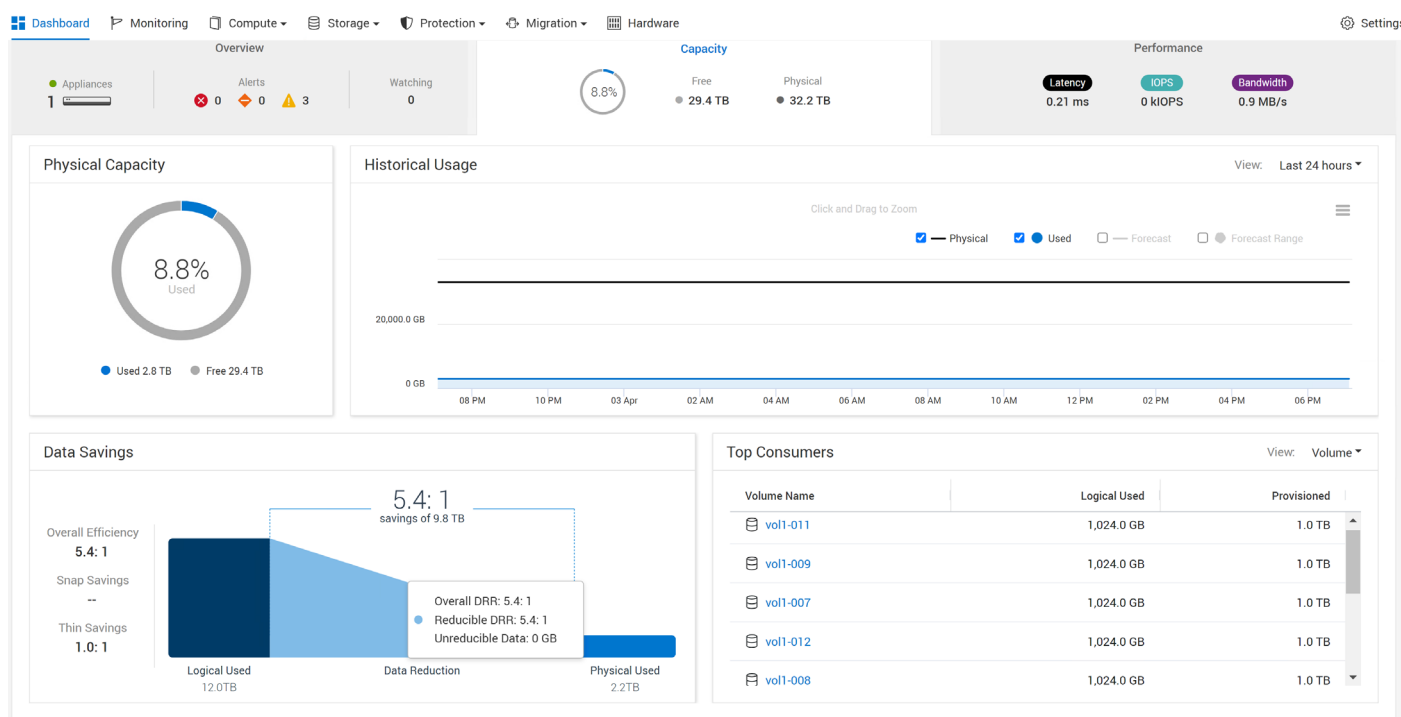 Dashboard Monitoring Compute Storage Protection Migration Hardware Settings
Overview
Appliances
1
Alerts
0 0 3
Watching
0
Capacity
8.8%
Free
29.4 TB
Physical
32.2 TB
Performance
Latency
0.21 ms
IOPS
0 kIOPS
Bandwidth
0.9 MB/s
Physical Capacity
8.8%
Used
Used 2.8 TB Free 29.4 TB
Historical Usage
View: Last 24 hours
Click and Drag to Zoom
Physical Used Forecast Forecast Range
20,000.0 GB
0 GB
08 PM 10 PM 03 Apr 02 AM 04 AM 06 AM 08 AM 10 AM 12 PM 02 PM 04 PM 06 PM
Data Savings
Overall Efficiency
5.4: 1
Snap Savings
--
Thin Savings
1.0: 1
5.4: 1
savings of 9.8 TB
Overall DRR: 5.4: 1
Reducible DRR: 5.4: 1
Unreducible Data: 0 GB
Logical Used
12.0TB
Data Reduction
Physical Used
2.2TB
Top Consumers
View: Volume
Volume Name Logical Used Provisioned
vol1-011 1,024.0 GB 1.0 TB
vol1-009 1,024.0 GB 1.0 TB
vol1-007 1,024.0 GB 1.0 TB
vol1-012 1,024.0 GB 1.0 TB
vol1-008 1,024.0 GB 1.0 TB